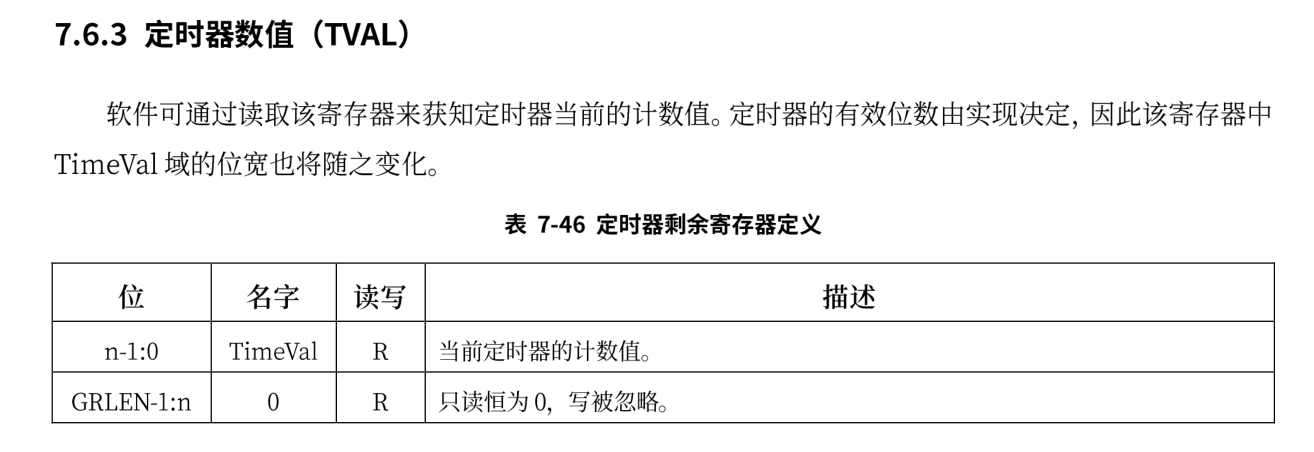 7.6.3 定时器数值（TVAL）
软件可通过读取该寄存器来获知定时器当前的计数值。定时器的有效位数由实现决定，因此该寄存器中
TimeVal 域的位宽也将随之变化。
表 7-46 定时器剩余寄存器定义
位 名字 读写 描述
n-1:0 TimeVal R 当前定时器的计数值。
GRLEN-1:n 0 R 只读恒为 0，写被忽略。